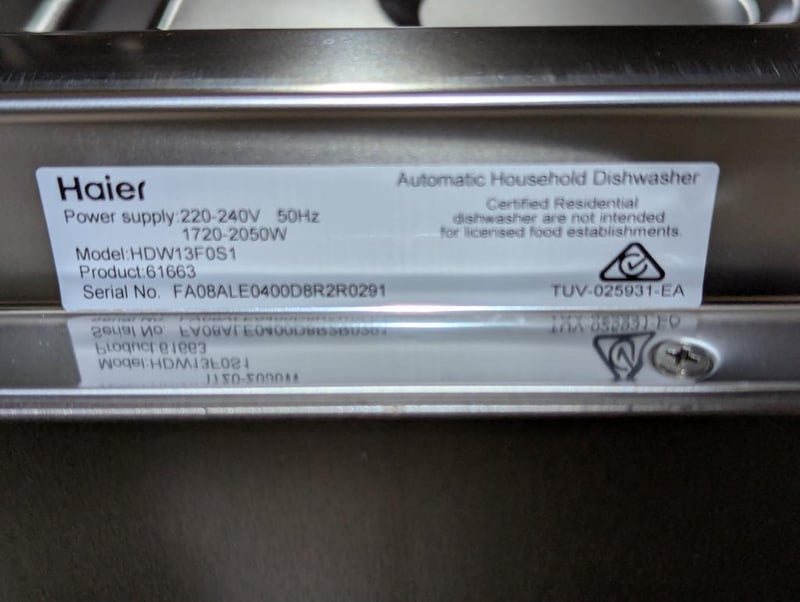 Haier
Automatic Household Dishwasher
Power supply:220-240V 50Hz
1720-2050W
Certified Residential
dishwasher are not intended
for licensed food establishments.
Model:HDW13F0S1
Product:61663
Serial No. FA08ALE0400D8R2R0291
TUV-025931-EA